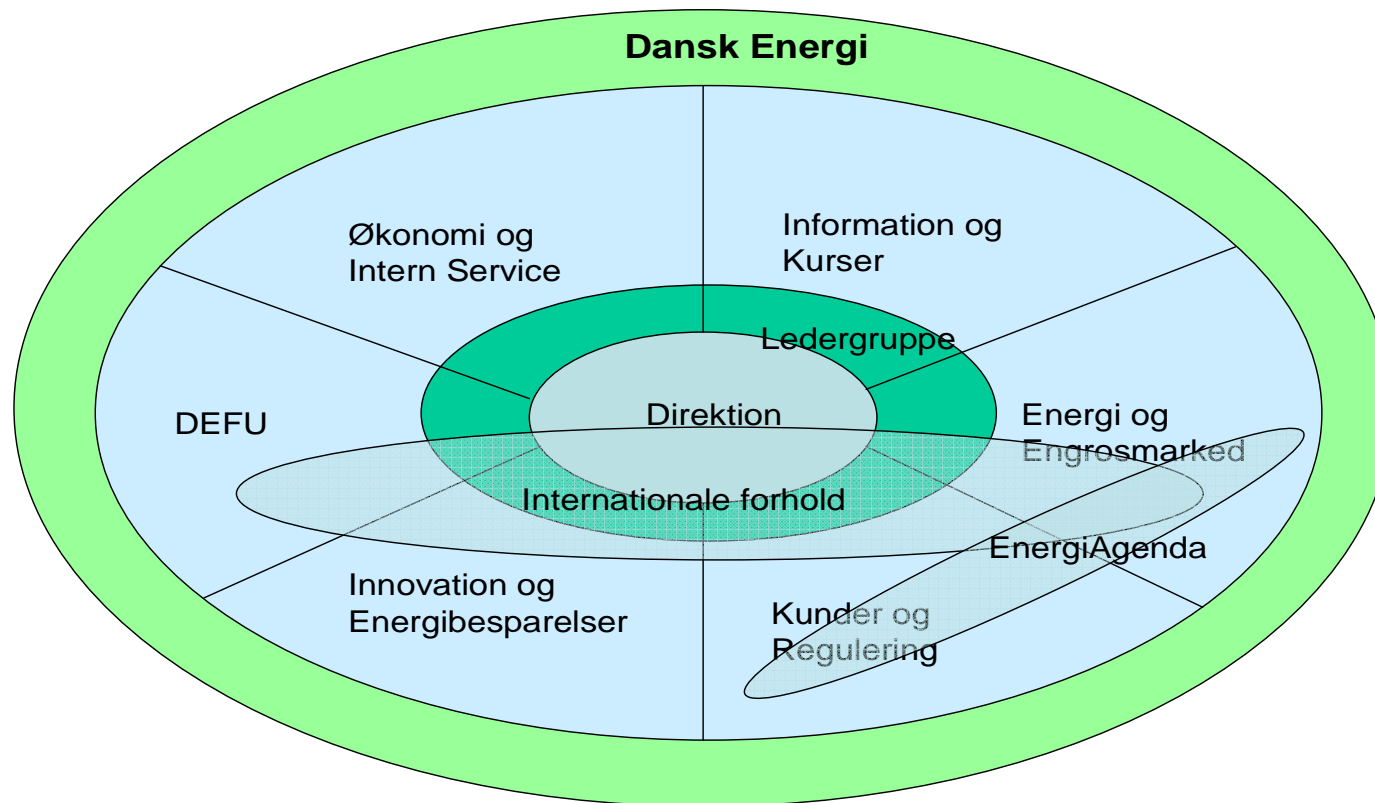 Dansk Energi
Økonomi og
Intern Service
Information og
Kurser
Ledergruppe
Direktion
DEFU
Energi og
Engrosmarked
Internationale forhold
EnergiAgenda
Innovation og
Energibesparelser
Kunder og
Regulering